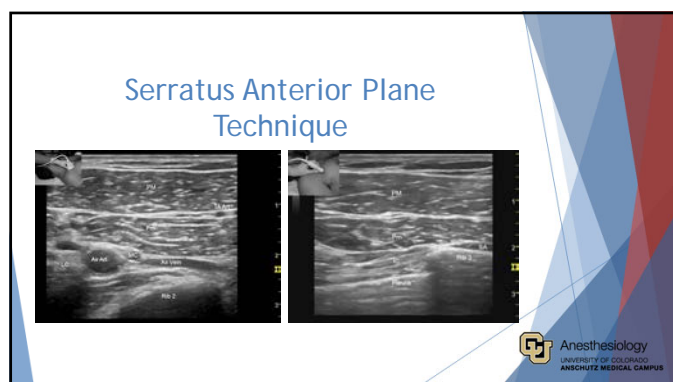 Serratus Anterior Plane
Technique
PM
Ax Art
Ax Vein
Rib 2
PM
SA
Rib 3
Pleura
Anesthesiology
UNIVERSITY OF COLORADO
ANSCHUTZ MEDICAL CAMPUS